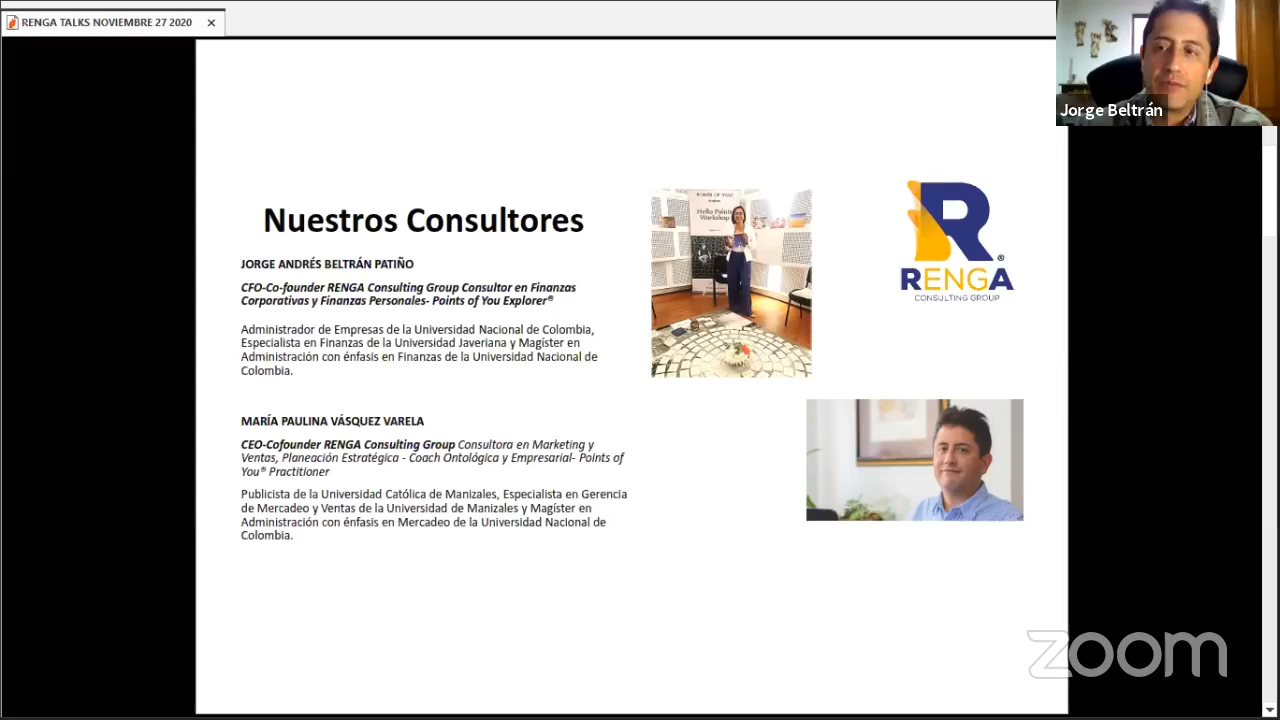 RENGA TALKS NOVIEMBRE 27 2020
Jorge Beltrán
Nuestros Consultores
JORGE ANDRÉS BELTRÁN PATIÑO
CFO-Co-founder RENGA Consulting Group Consultor en Finanzas
Corporativas y Finanzas Personales- Points of You Explorer®
Administrador de Empresas de la Universidad Nacional de Colombia,
Especialista en Finanzas de la Universidad Javeriana y Magíster en
Administración con énfasis en Finanzas de la Universidad Nacional de
Colombia.
MARÍA PAULINA VÁSQUEZ VARELA
CEO-Cofounder RENGA Consulting Group Consultora en Marketing y
Ventas, Planeación Estratégica - Coach Ontológica y Empresarial- Points of
You® Practitioner
Publicista de la Universidad Católica de Manizales, Especialista en Gerencia
de Mercadeo y Ventas de la Universidad de Manizales y Magíster en
Administración con énfasis en Mercadeo de la Universidad Nacional de
Colombia.
POINTS OF YOU
Hello Points
Workshop
R®
RENGA
CONSULTING GROUP
zoom